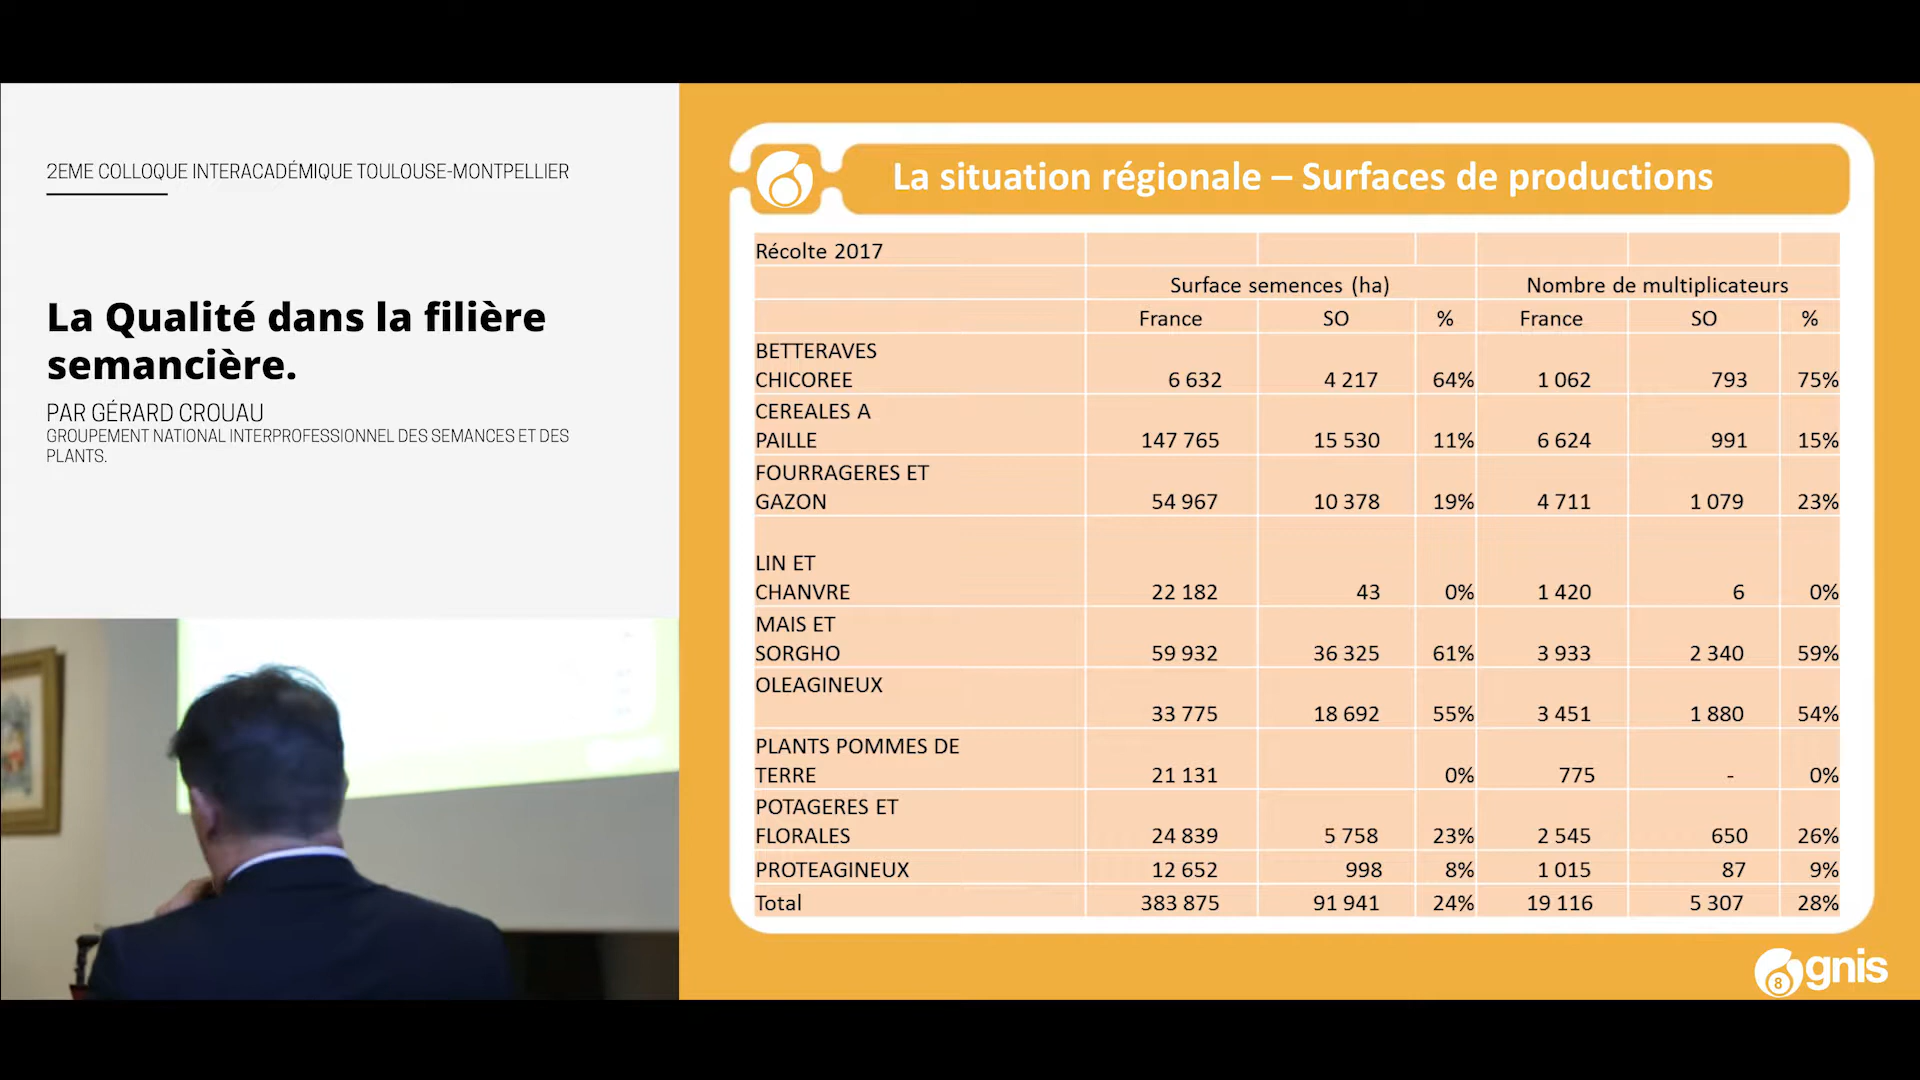 2EME COLLOQUE INTERACADÉMIQUE TOULOUSE-MONTPELLIER
La Qualité dans la filière
semancière.
PAR GÉRARD CROUAU
GROUPEMENT NATIONAL INTERPROFESSIONNEL DES SEMANCES ET DES
PLANTS.
La situation régionale – Surfaces de productions
Récolte 2017
Surface semences (ha) Nombre de multiplicateurs
France SO % France SO %
BETTERAVES
CHICOREE 6 632 4 217 64% 1 062 793 75%
CEREALES A
PAILLE 147 765 15 530 11% 6 624 991 15%
FOURRAGERES ET
GAZON 54 967 10 378 19% 4 711 1 079 23%
LIN ET
CHANVRE 22 182 43 0% 1 420 6 0%
MAIS ET
SORGHO 59 932 36 325 61% 3 933 2 340 59%
OLEAGINEUX
33 775 18 692 55% 3 451 1 880 54%
PLANTS POMMES DE
TERRE 21 131 0% 775 - 0%
POTAGERES ET
FLORALES 24 839 5 758 23% 2 545 650 26%
PROTEAGINEUX 12 652 998 8% 1 015 87 9%
Total 383 875 91 941 24% 19 116 5 307 28%
8 gnis